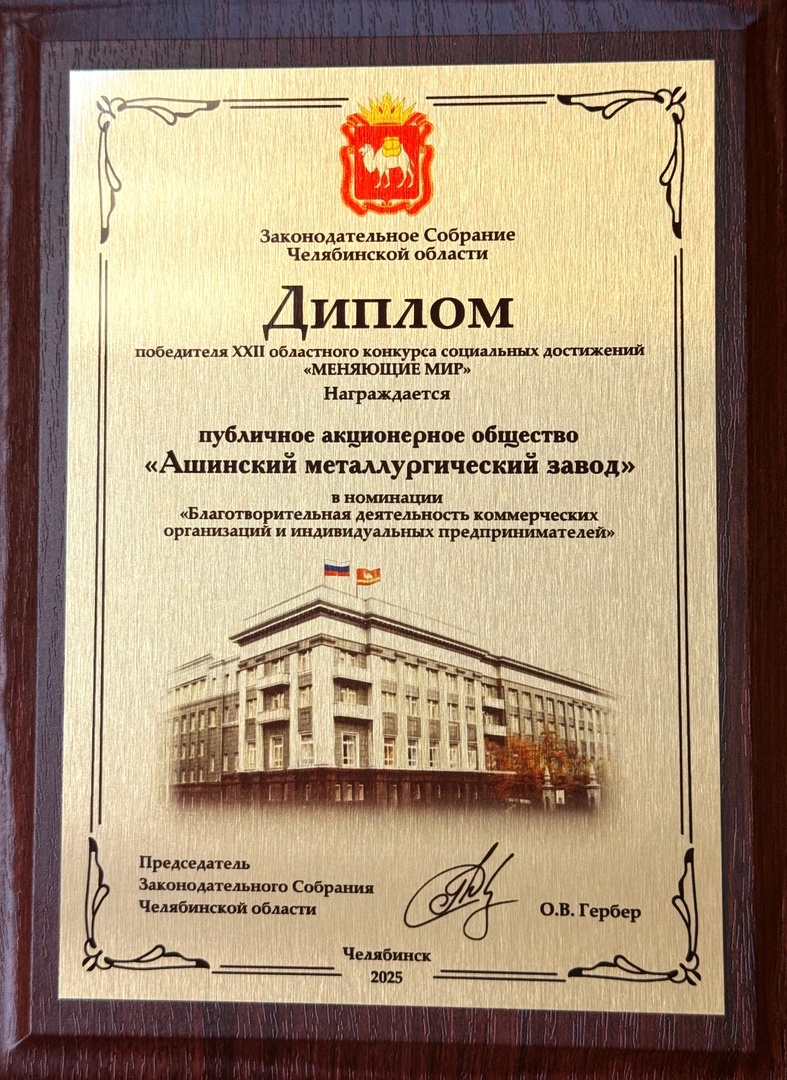 Законодательное Собрание
Челябинской области
Диплом
победителя XXII областного конкурса социальных достижений
«МЕНЯЮЩИЕ МИР»
Награждается
публичное акционерное общество
«Ашинский металлургический завод»
в номинации
«Благотворительная деятельность коммерческих
организаций и индивидуальных предпринимателей»
Председатель
Законодательного Собрания
Челябинской области
О.В. Гербер
Челябинск
2025